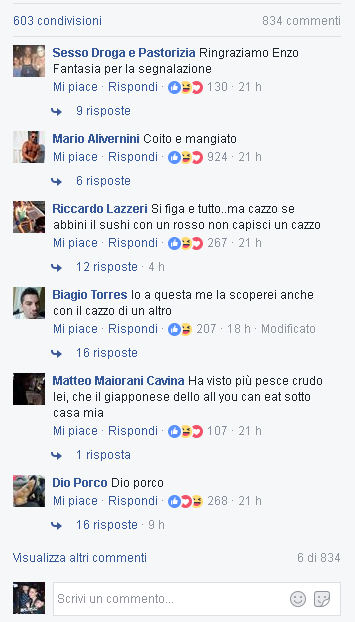 603 condivisioni 834 commenti
Sesso Droga e Pastorizia Ringraziamo Enzo
Fantasia per la segnalazione
Mi piace · Rispondi · 130 · 21 h
9 risposte
Mario Alivernini Coito e mangiato
Mi piace · Rispondi · 924 · 21 h
6 risposte
Riccardo Lazzeri Si figa e tutto..ma cazzo se
abbini il sushi con un rosso non capisci un cazzo
Mi piace · Rispondi · 267 · 21 h
12 risposte · 4 h
Biagio Torres Io a questa me la scoperei anche
con il cazzo di un altro
Mi piace · Rispondi · 207 · 18 h · Modificato
16 risposte
Matteo Maiorani Cavina Ha visto più pesce crudo
lei, che il giapponese dello all you can eat sotto
casa mia
Mi piace · Rispondi · 107 · 21 h
1 risposta
Dio Porco Dio porco
Mi piace · Rispondi · 268 · 21 h
16 risposte · 9 h
Visualizza altri commenti 6 di 834
Scrivi un commento...